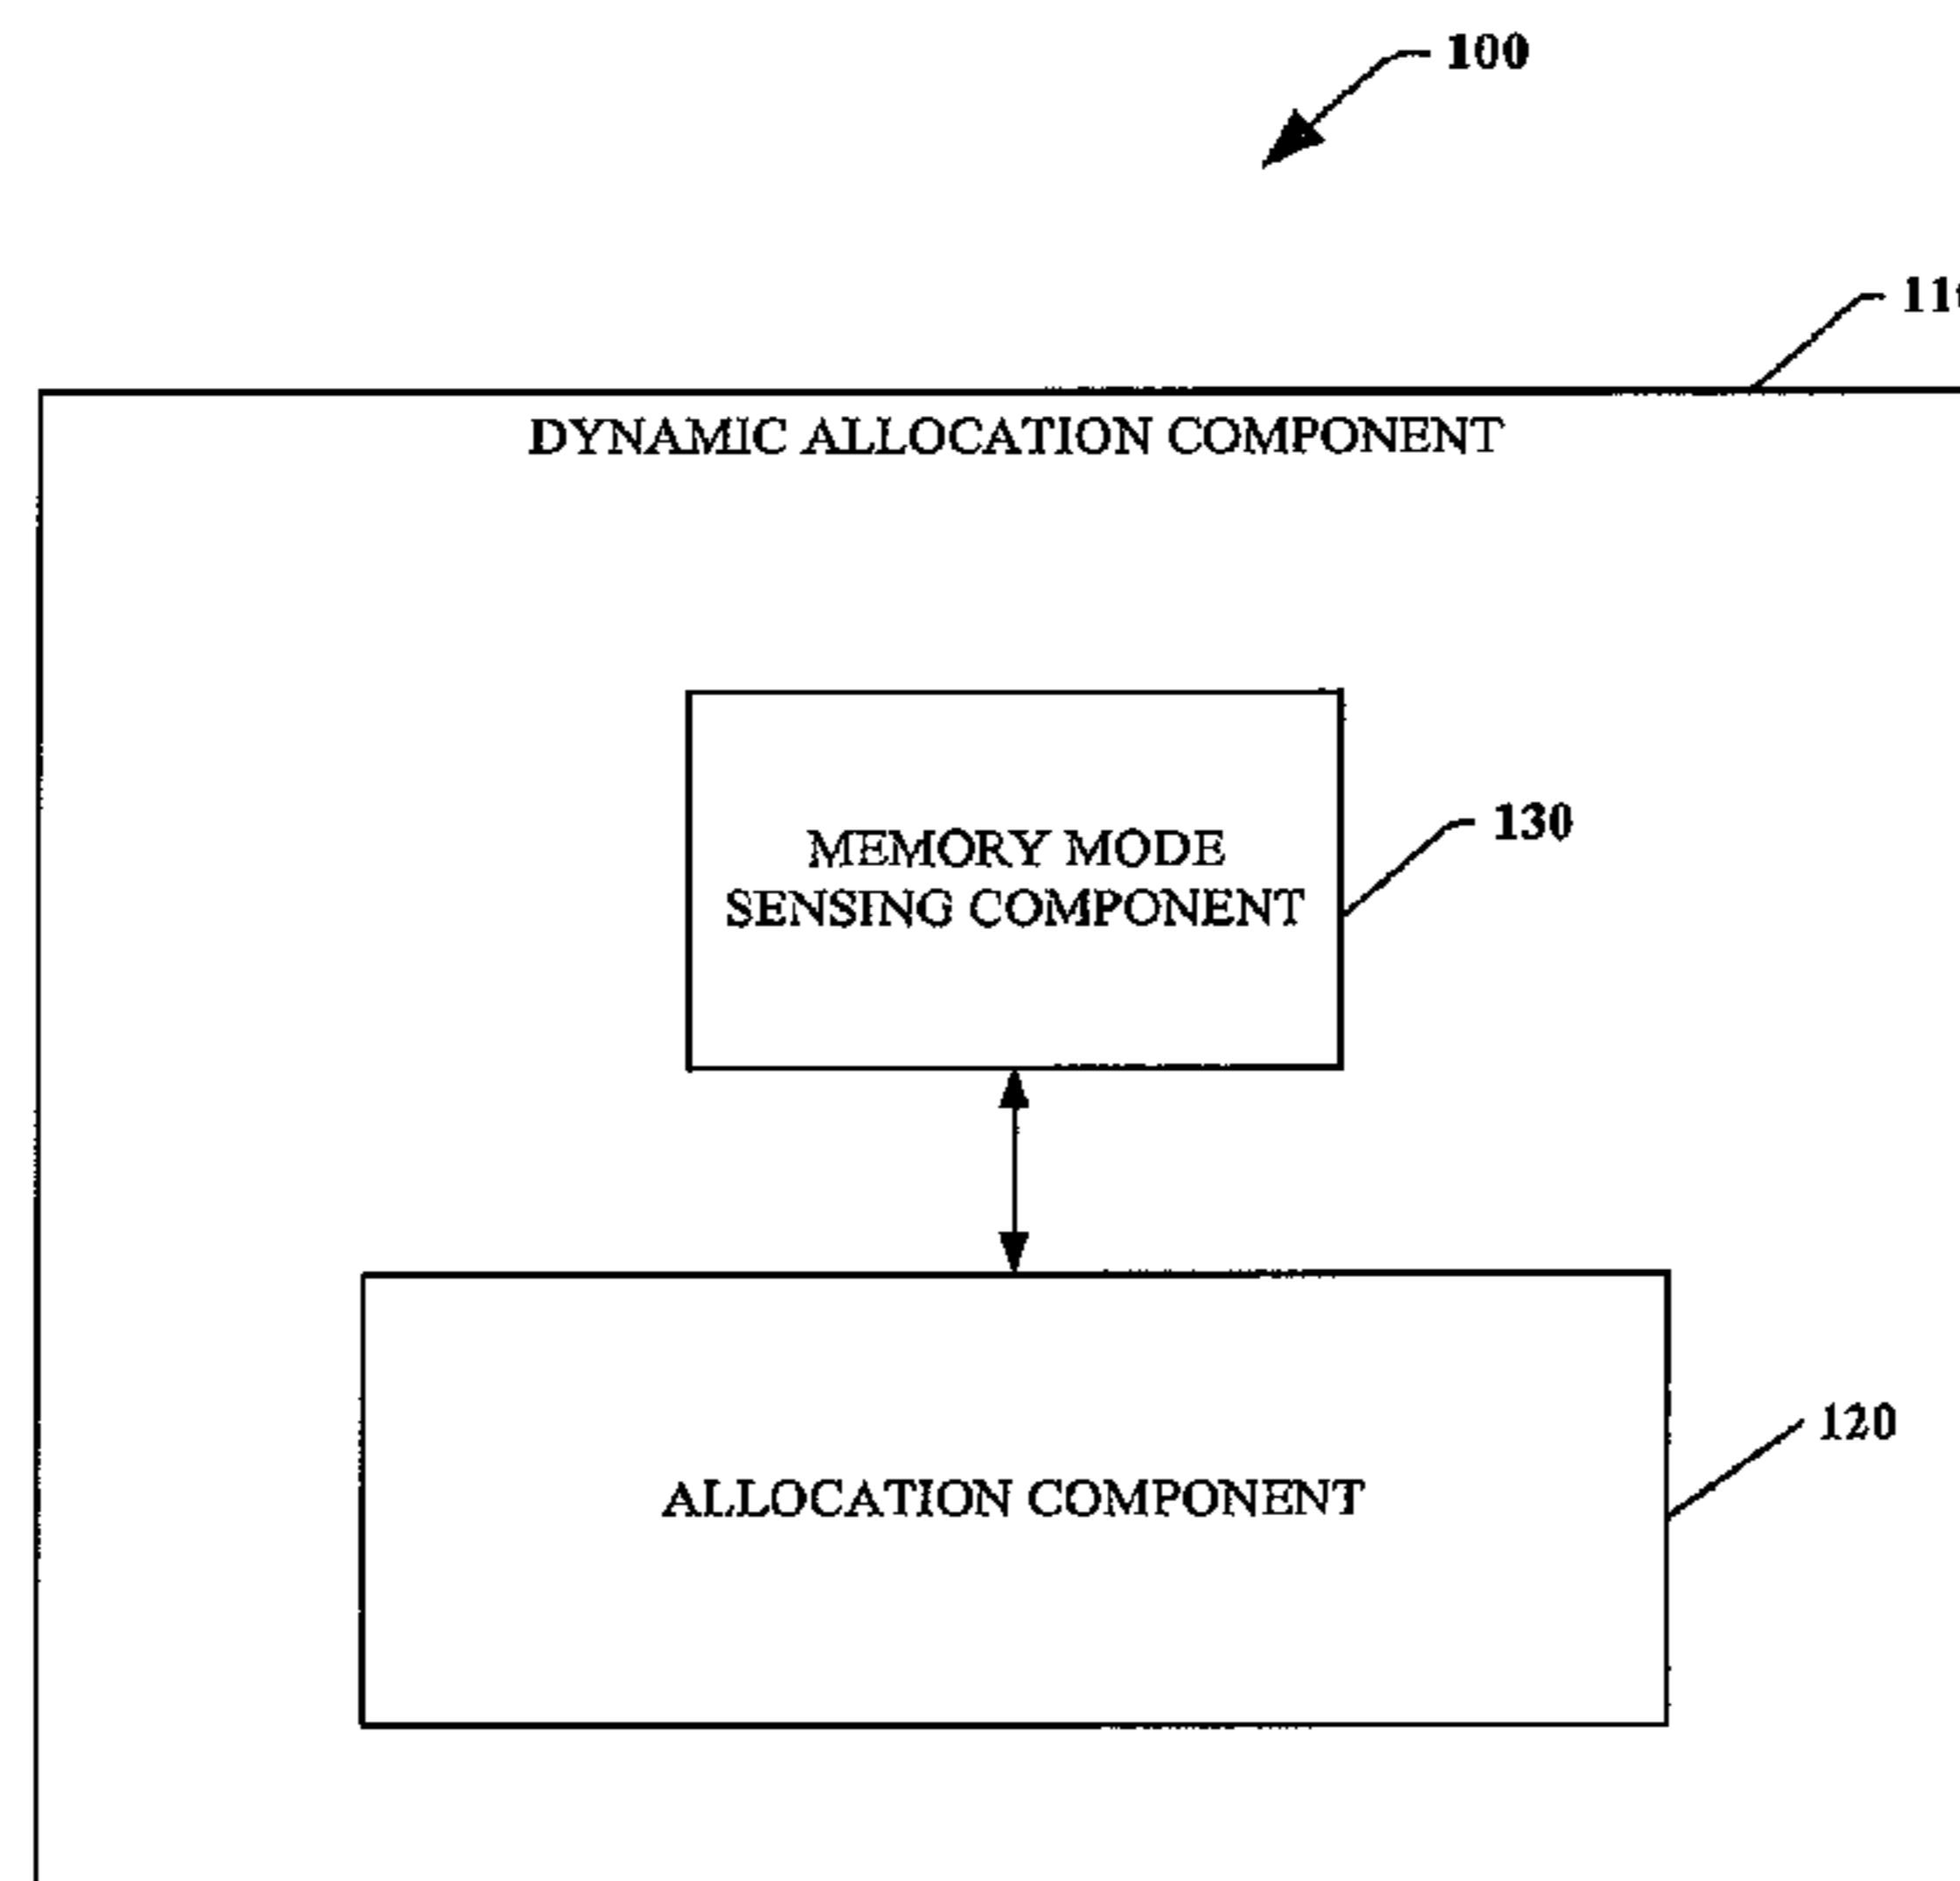 100
DYNAMIC ALLOCATION COMPONENT
MEMORY MODE
SENSING COMPONENT
130
120
ALLOCATION COMPONENT